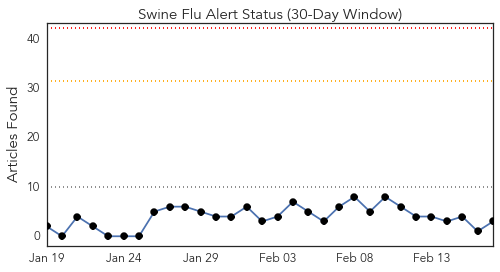 Swine Flu Alert Status (30-Day Window)
Articles Found
40
30
20
10
0
Jan 19 Jan 24 Jan 29 Feb 03 Feb 08 Feb 13